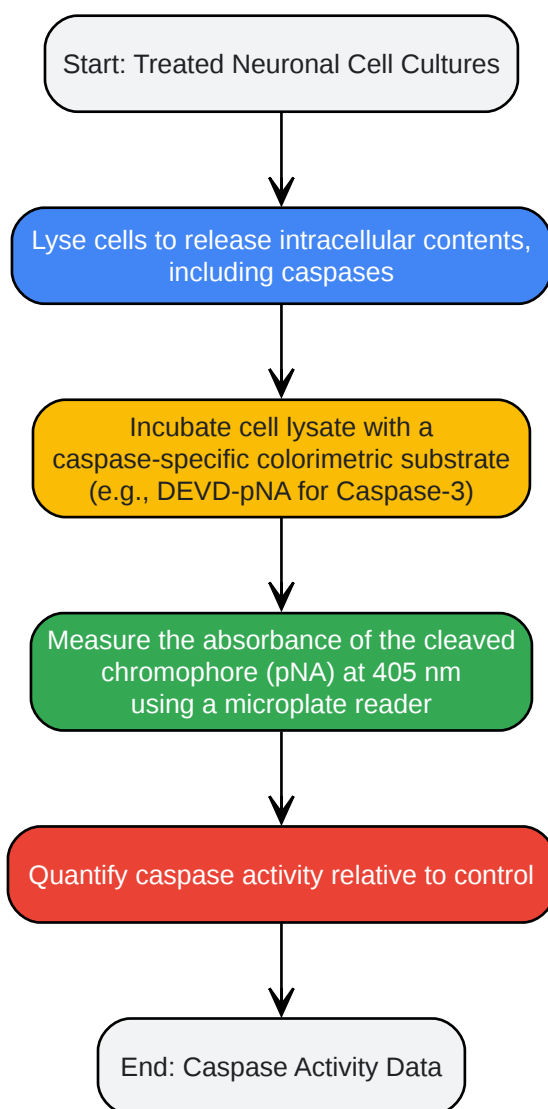 Start: Treated Neuronal Cell Cultures
Lyse cells to release intracellular contents,
including caspases
Incubate cell lysate with a
caspase-specific colorimetric substrate
(e.g., DEVD-pNA for Caspase-3)
Measure the absorbance of the cleaved
chromophore (pNA) at 405 nm
using a microplate reader
Quantify caspase activity relative to control
End: Caspase Activity Data